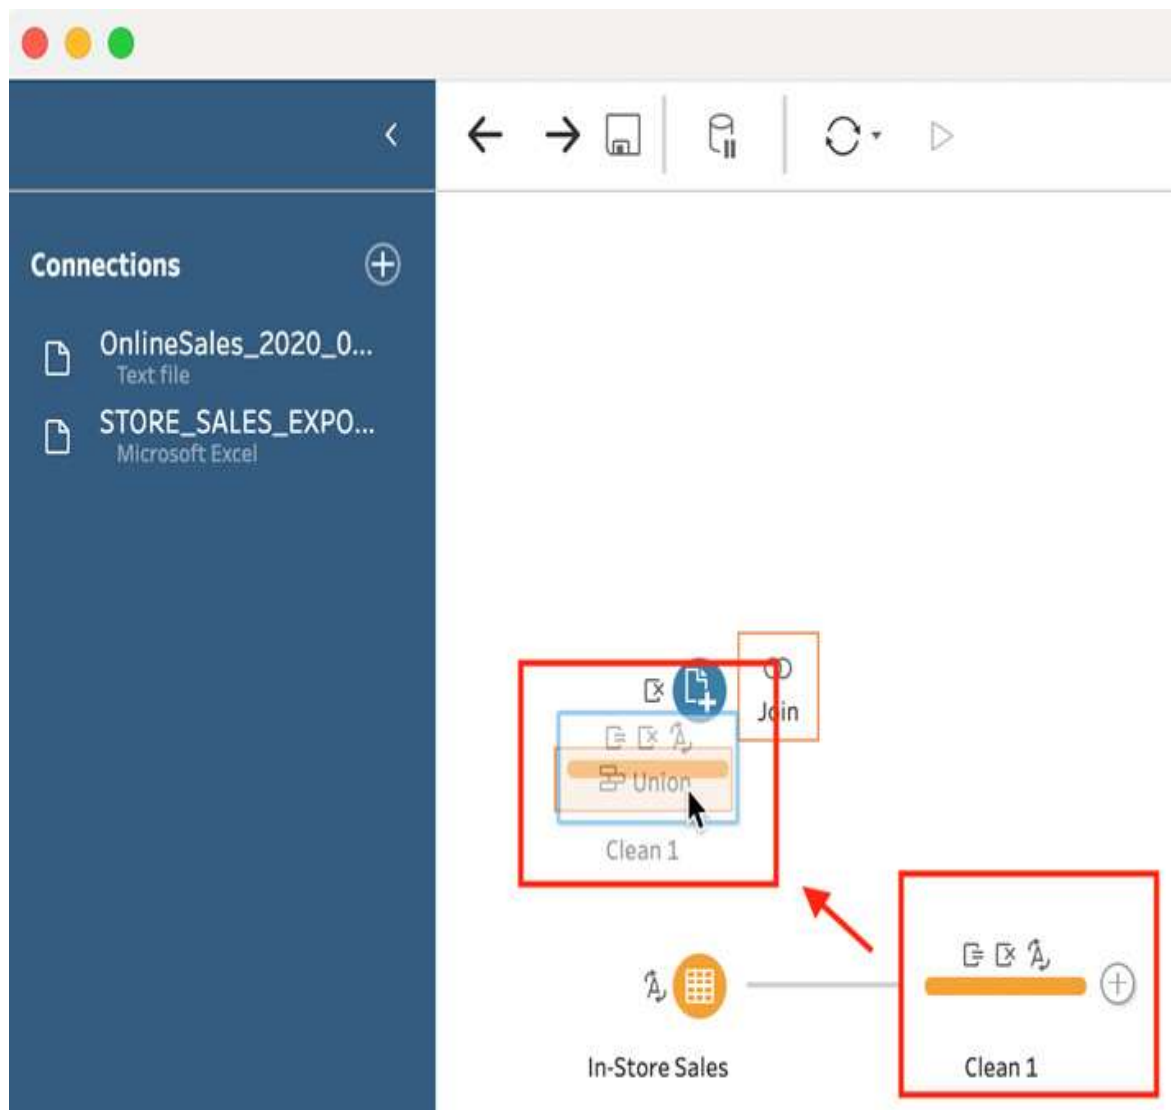 Connections
OnlineSales_2020_0...
Text file
STORE_SALES_EXPO...
Microsoft Excel
Join
Union
Clean 1
In-Store Sales
Clean 1